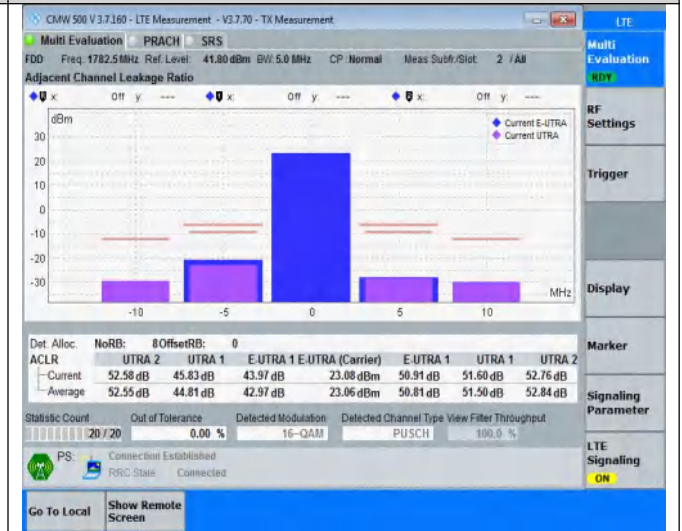 CMW 500 V 3.7.160 - LTE Measurement - V3.7.70 - TX Measurement
LTE
Multi Evaluation PRACH SRS
Multi Evaluation
RDY
FDD Freq.: 1782.5 MHz Ref. Level: 41.80 dBm BW: 5.0 MHz CP: Normal Meas Subfr./Slot: 2 / All
Adjacent Channel Leakage Ratio
x: Off y: --- x: Off y: --- x: Off y: ---
RF Settings
dBm
Current E-UTRA
Current UTRA
30
20
Trigger
10
0
-10
-20
-30
MHz
Display
-10 -5 0 5 10
Det. Alloc. NoRB: 8 OffsetRB: 0
Marker
ACLR UTRA 2 UTRA 1 E-UTRA 1 E-UTRA (Carrier) E-UTRA 1 UTRA 1 UTRA 2
Current 52.58 dB 45.83 dB 43.97 dB 23.08 dBm 50.91 dB 51.60 dB 52.76 dB
Average 52.55 dB 44.81 dB 42.97 dB 23.06 dBm 50.81 dB 51.50 dB 52.84 dB
Signaling Parameter
Statistic Count Out of Tolerance Detected Modulation Detected Channel Type View Filter Throughput
20 / 20 0.00 % 16-QAM PUSCH 100.0 %
PS: Connection Established
RRC State Connected
LTE Signaling
ON
Go To Local Show Remote Screen